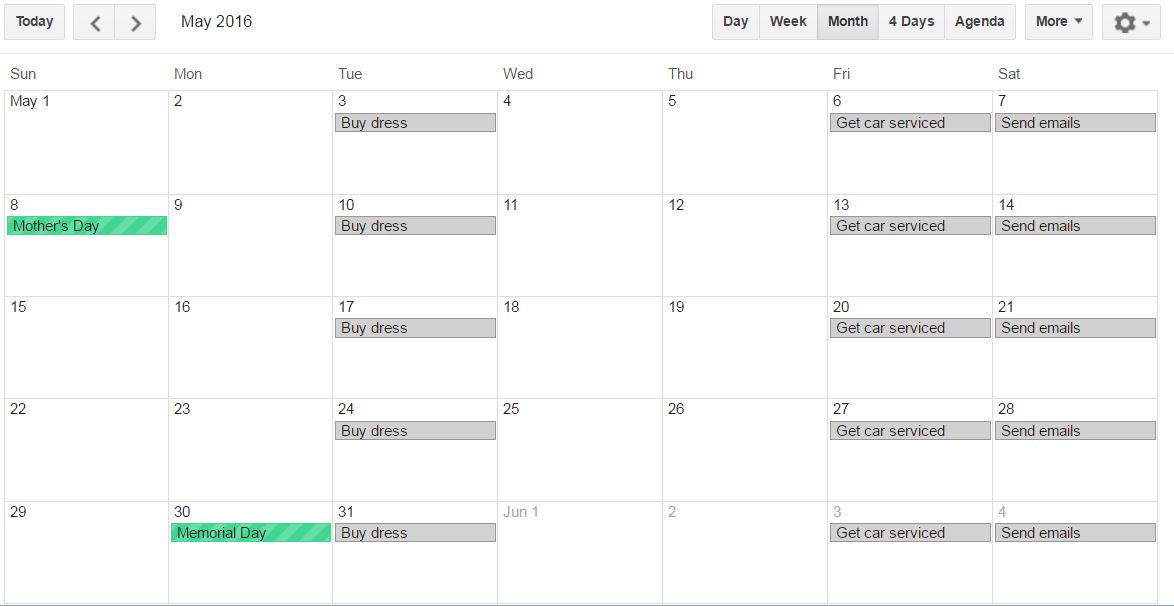 Today May 2016 Day Week Month 4 Days Agenda More
Sun Mon Tue Wed Thu Fri Sat
May 1 2 3 4 5 6 7
Buy dress Get car serviced Send emails
8 9 10 11 12 13 14
Mother's Day Buy dress Get car serviced Send emails
15 16 17 18 19 20 21
Buy dress Get car serviced Send emails
22 23 24 25 26 27 28
Buy dress Get car serviced Send emails
29 30 31 Jun 1 2 3 4
Memorial Day Buy dress Get car serviced Send emails